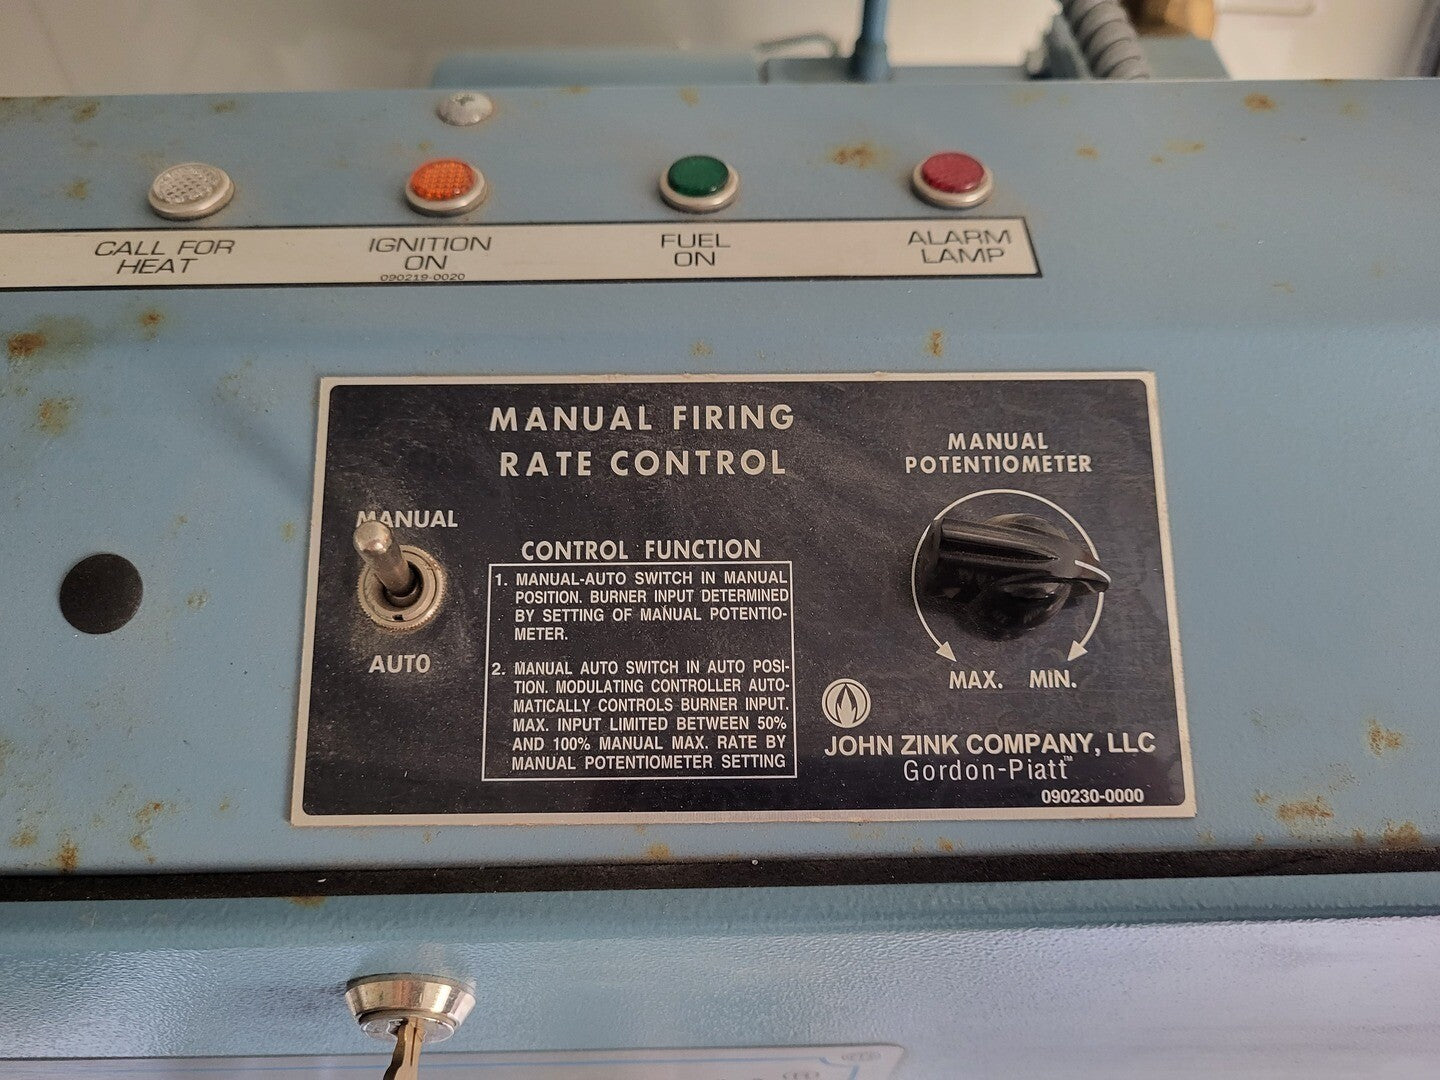 CALL FOR
HEAT
IGNITION
ON
090219-0020
FUEL
ON
ALARM
LAMP
MANUAL FIRING
RATE CONTROL
MANUAL
AUTO
CONTROL FUNCTION
1. MANUAL-AUTO SWITCH IN MANUAL
POSITION. BURNER INPUT DETERMINED
BY SETTING OF MANUAL POTENTIO-
METER.
2. MANUAL AUTO SWITCH IN AUTO POSI-
TION. MODULATING CONTROLLER AUTO-
MATICALLY CONTROLS BURNER INPUT.
MAX. INPUT LIMITED BETWEEN 50%
AND 100% MANUAL MAX. RATE BY
MANUAL POTENTIOMETER SETTING
MANUAL
POTENTIOMETER
MAX. MIN.
JOHN ZINK COMPANY, LLC
Gordon-Piatt™
090230-0000